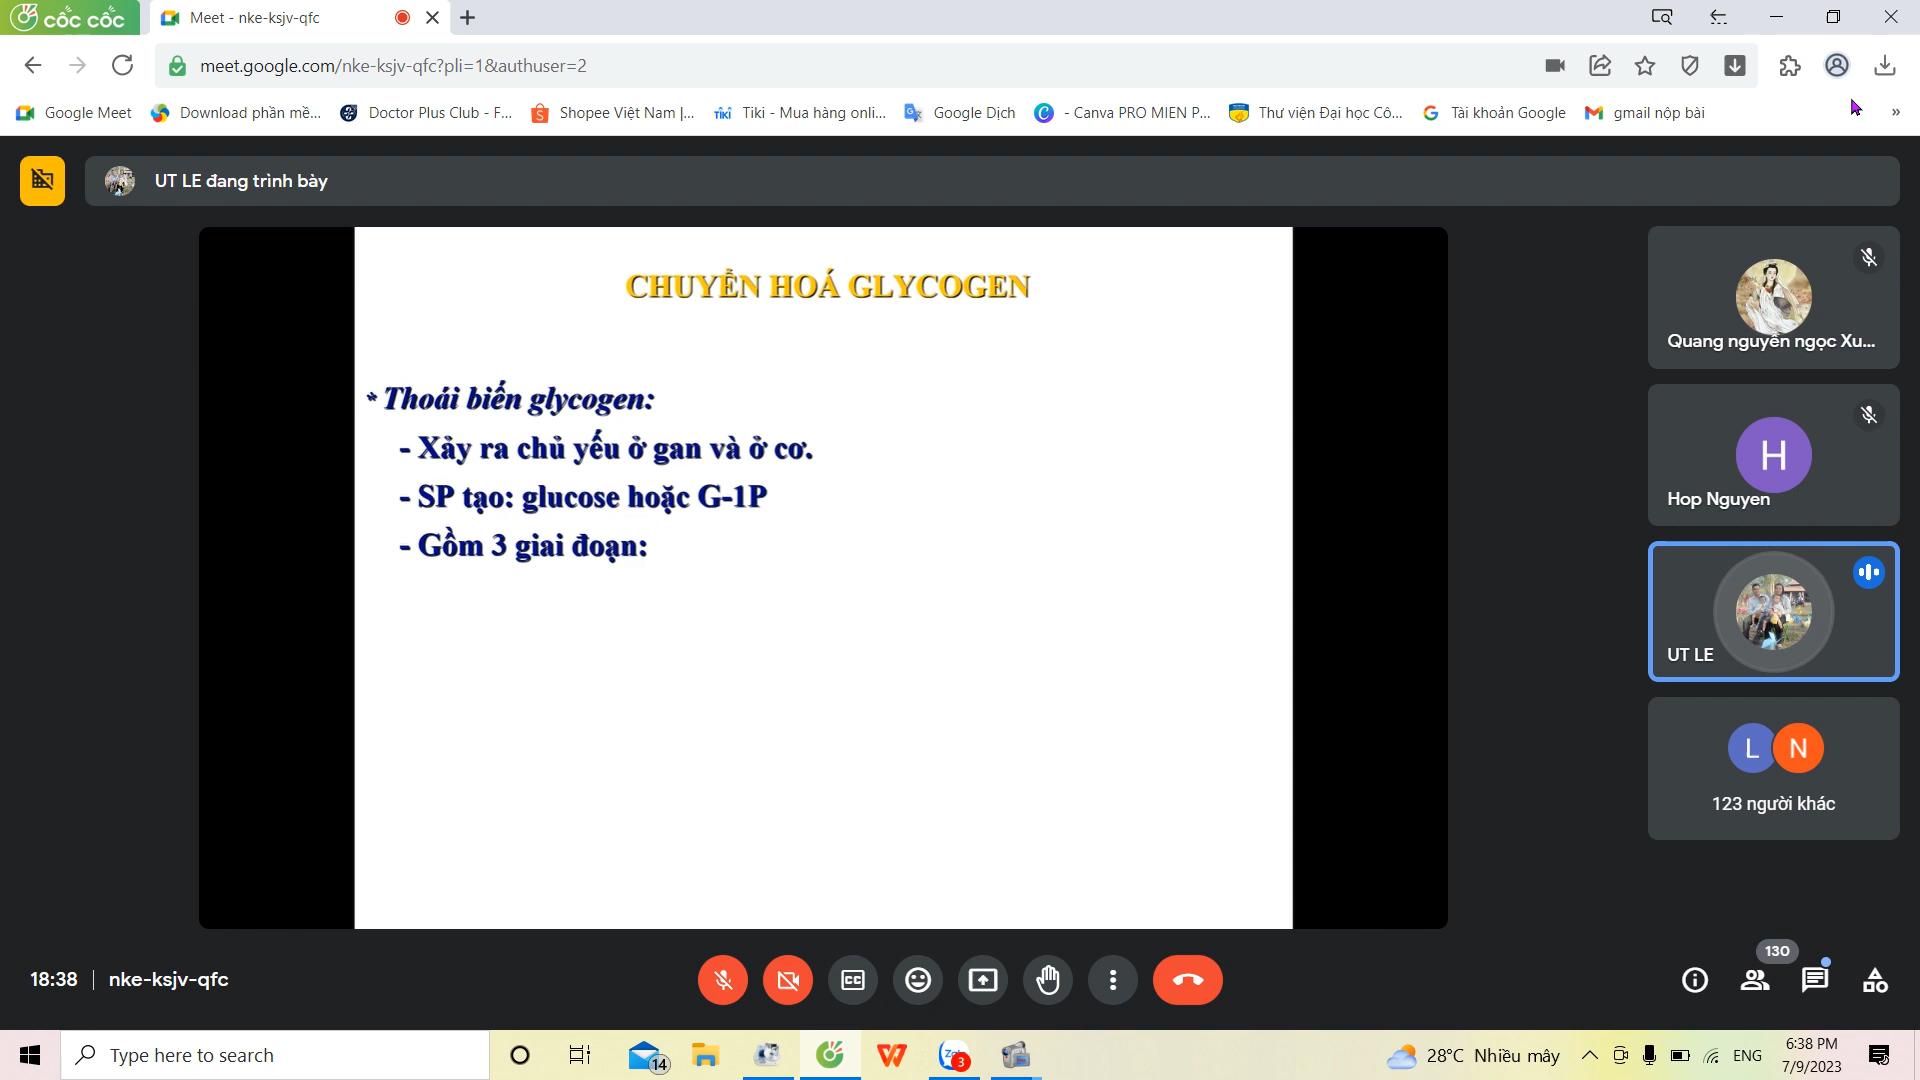 cốc cốc
Meet - nke-ksjv-qfc
meet.google.com/nke-ksjv-qfc?pli=1&authuser=2
Google Meet
Download phần mề...
Doctor Plus Club - F...
Shopee Việt Nam |...
TIKI
Tiki - Mua hàng onli...
Google Dịch
- Canva PRO MIEN P...
Thư viện Đại học Cô...
Tài khoản Google
gmail nộp bài
»
UT LE đang trình bày
CHUYỂN HOÁ GLYCOGEN
* Thoái biến glycogen:
- Xảy ra chủ yếu ở gan và ở cơ.
- SP tạo: glucose hoặc G-1P
- Gồm 3 giai đoạn:
Quang nguyễn ngọc Xu...
H
Hop Nguyen
UT LE
L N
123 người khác
18:38 | nke-ksjv-qfc
CC
130
Type here to search
14
3
28°C Nhiều mây
ENG
6:38 PM
7/9/2023